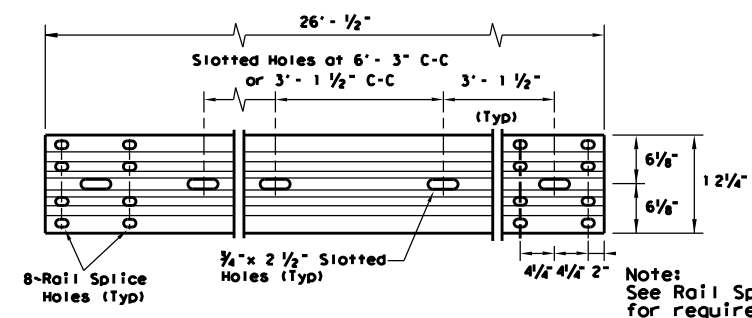 26'- ½"
Slotted Holes at 6'- 3" C-C
or 3'- 1 ½" C-C
3'- 1 ½"
(Typ)
6⅛"
12¼"
6⅛"
¾"x 2 ½" Slotted
Holes (Typ)
8~Rail Splice
Holes (Typ)
4¼" 4¼" 2"
Note:
See Rail Sp
for require